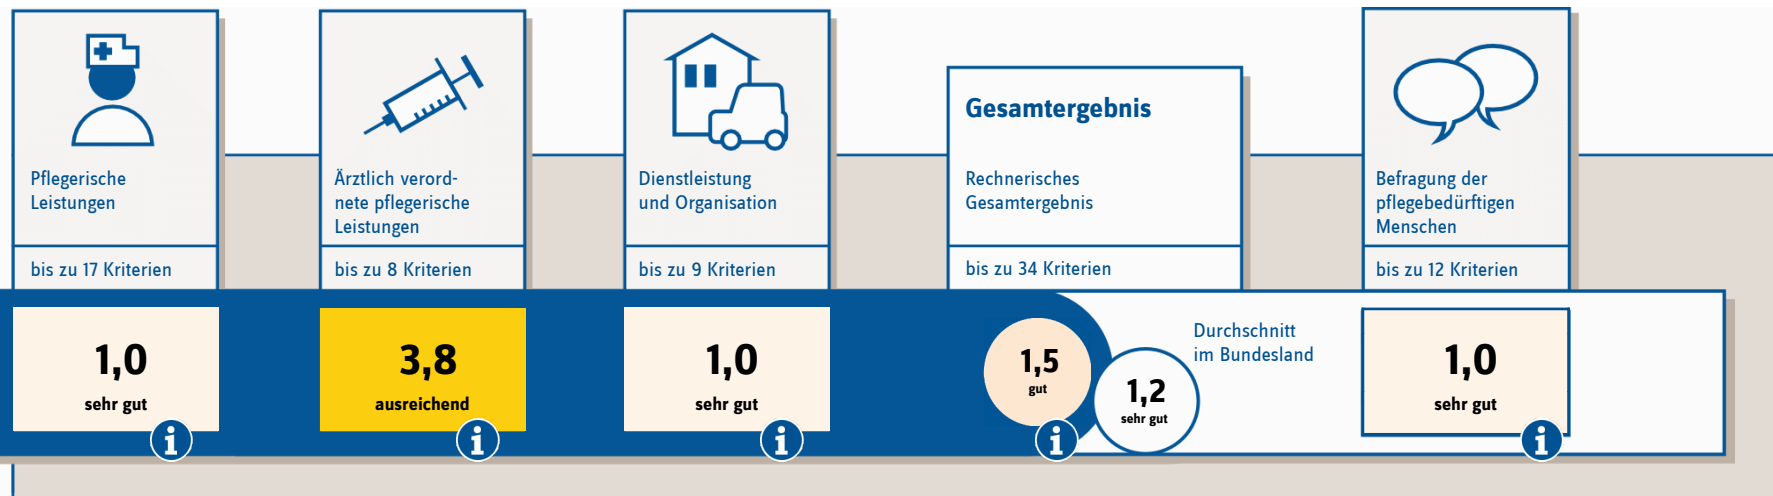 Pflegerische
Leistungen
bis zu 17 Kriterien
1,0
sehr gut
i
Ärztlich verord-
nete pflegerische
Leistungen
bis zu 8 Kriterien
3,8
ausreichend
i
Dienstleistung
und Organisation
bis zu 9 Kriterien
1,0
sehr gut
i
Gesamtergebnis
Rechnerisches
Gesamtergebnis
bis zu 34 Kriterien
1,5
gut
i
Durchschnitt
im Bundesland
1,2
sehr gut
Befragung der
pflegebedürftigen
Menschen
bis zu 12 Kriterien
1,0
sehr gut
i